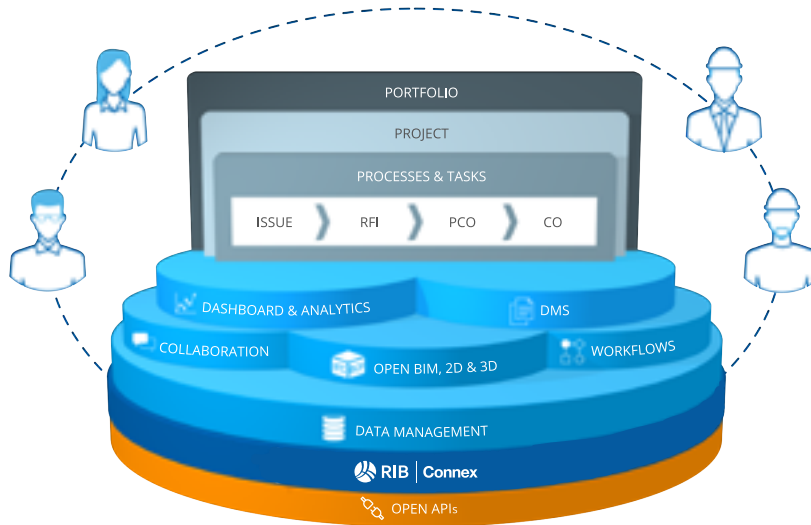 PORTFOLIO
PROJECT
PROCESSES & TASKS
ISSUE RFI PCO CO
DASHBOARD & ANALYTICS DMS
COLLABORATION OPEN BIM, 2D & 3D WORKFLOWS
DATA MANAGEMENT
RIB | Connex
OPEN APIs